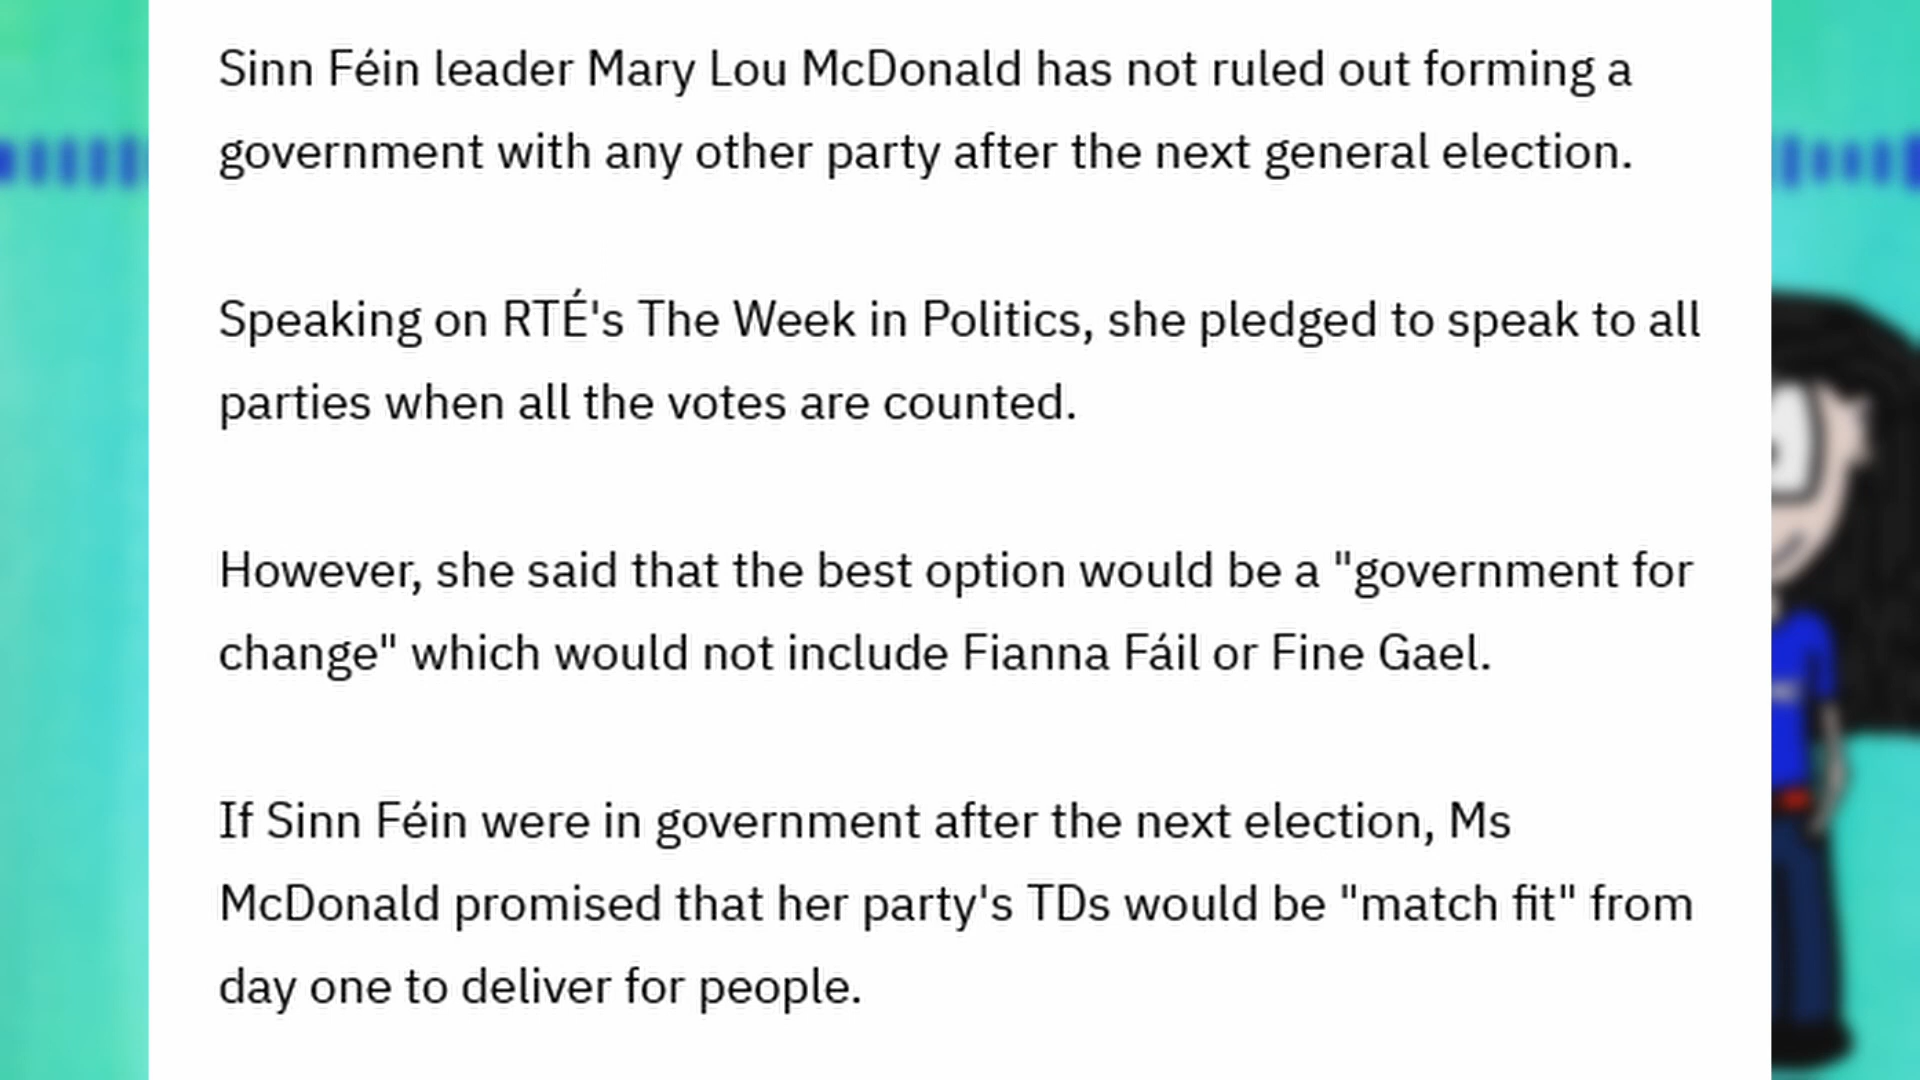 Sinn Féin leader Mary Lou McDonald has not ruled out forming a
government with any other party after the next general election.
Speaking on RTÉ's The Week in Politics, she pledged to speak to all
parties when all the votes are counted.
However, she said that the best option would be a "government for
change" which would not include Fianna Fáil or Fine Gael.
If Sinn Féin were in government after the next election, Ms
McDonald promised that her party's TDs would be "match fit" from
day one to deliver for people.